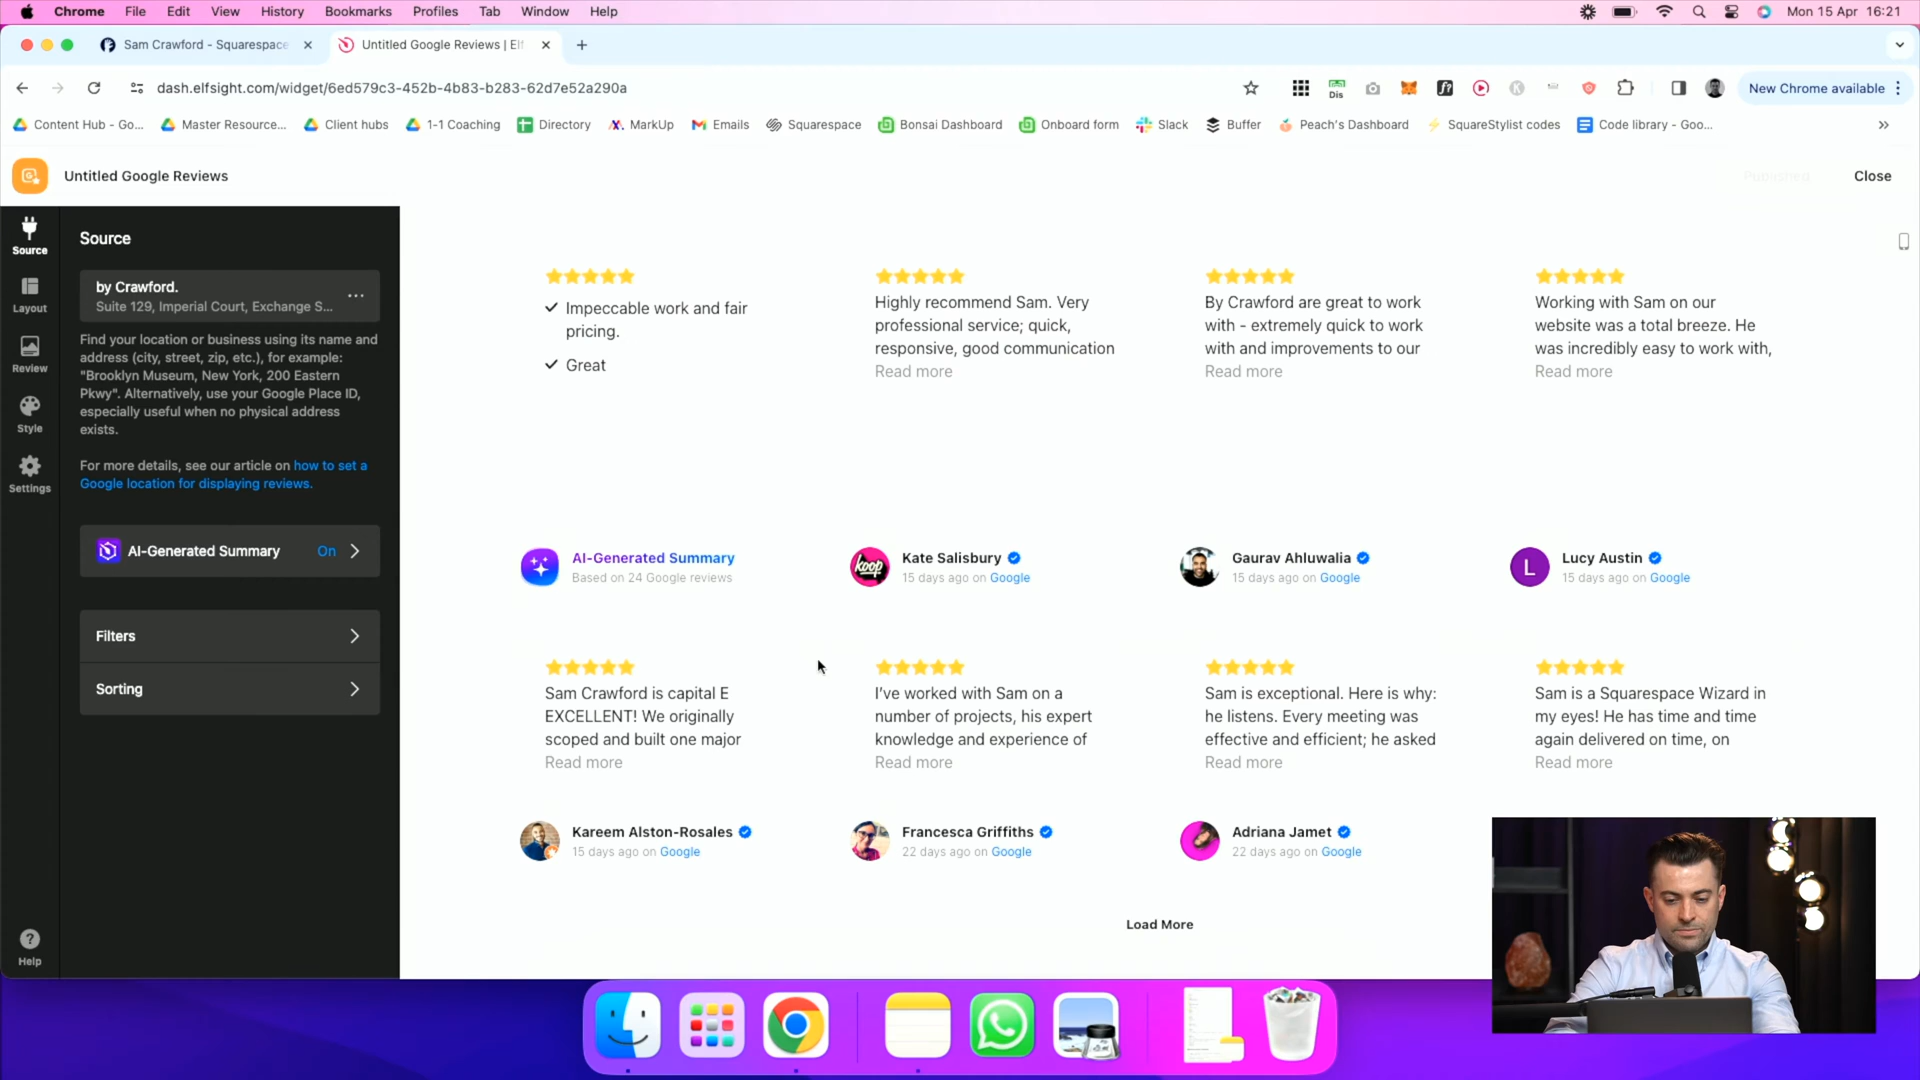 Chrome File Edit View History Bookmarks Profiles Tab Window Help Mon 15 Apr 16:21
Sam Crawford - Squarespace
Untitled Google Reviews | Elf
dash.elfsight.com/widget/6ed579c3-452b-4b83-b283-62d7e52a290a
Dis
f?
New Chrome available
Content Hub - Go...
Master Resource...
Client hubs
1-1 Coaching
Directory
MarkUp
Emails
Squarespace
Bonsai Dashboard
Onboard form
Slack
Buffer
Peach's Dashboard
SquareStylist codes
Code library - Goo...
Untitled Google Reviews
Published
Close
Source
Layout
Review
Style
Settings
Help
Source
by Crawford.
Suite 129, Imperial Court, Exchange S...
Find your location or business using its name and
address (city, street, zip, etc.), for example:
"Brooklyn Museum, New York, 200 Eastern
Pkwy". Alternatively, use your Google Place ID,
especially useful when no physical address
exists.
For more details, see our article on how to set a
Google location for displaying reviews.
AI-Generated Summary On
Filters
Sorting
Impeccable work and fair
pricing.
Great
Highly recommend Sam. Very
professional service; quick,
responsive, good communication
Read more
By Crawford are great to work
with - extremely quick to work
with and improvements to our
Read more
Working with Sam on our
website was a total breeze. He
was incredibly easy to work with,
Read more
AI-Generated Summary
Based on 24 Google reviews
koop
Kate Salisbury
15 days ago on Google
Gaurav Ahluwalia
15 days ago on Google
L
Lucy Austin
15 days ago on Google
Sam Crawford is capital E
EXCELLENT! We originally
scoped and built one major
Read more
I've worked with Sam on a
number of projects, his expert
knowledge and experience of
Read more
Sam is exceptional. Here is why:
he listens. Every meeting was
effective and efficient; he asked
Read more
Sam is a Squarespace Wizard in
my eyes! He has time and time
again delivered on time, on
Read more
Kareem Alston-Rosales
15 days ago on Google
Francesca Griffiths
22 days ago on Google
Adriana Jamet
22 days ago on Google
Load More